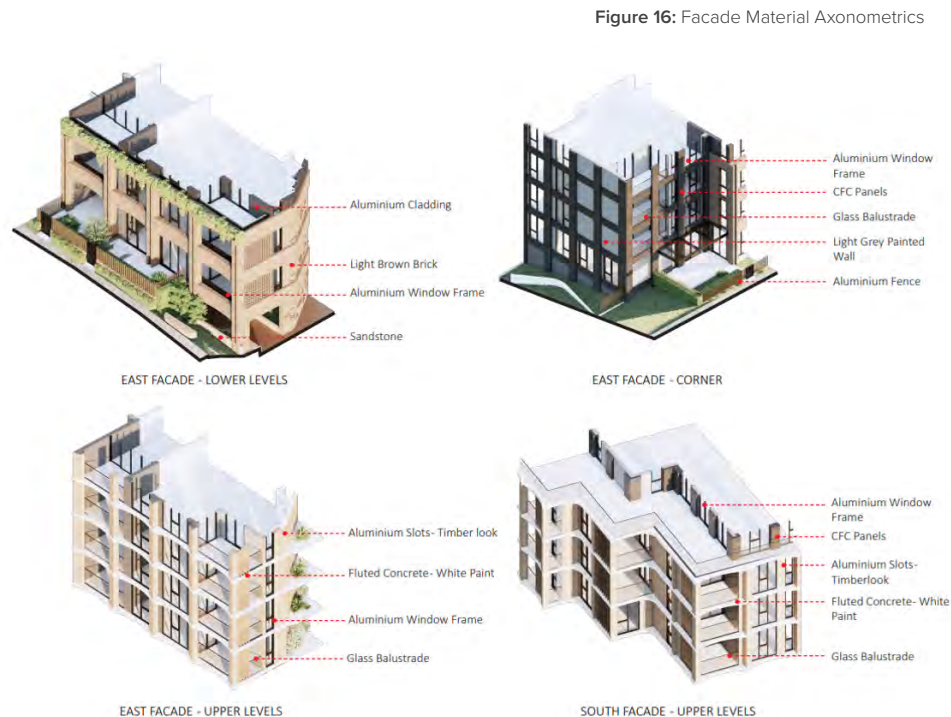 Figure 16: Facade Material Axonometrics
Aluminium Cladding
Light Brown Brick
Aluminium Window Frame
Sandstone
EAST FACADE - LOWER LEVELS
Aluminium Window
Frame
CFC Panels
Glass Balustrade
Light Grey Painted
Wall
Aluminium Fence
EAST FACADE - CORNER
Aluminium Slots- Timber look
Fluted Concrete- White Paint
Aluminium Window Frame
Glass Balustrade
EAST FACADE - UPPER LEVELS
Aluminium Window
Frame
CFC Panels
Aluminium Slots-
Timberlook
Fluted Concrete- White
Paint
Glass Balustrade
SOUTH FACADE - UPPER LEVELS